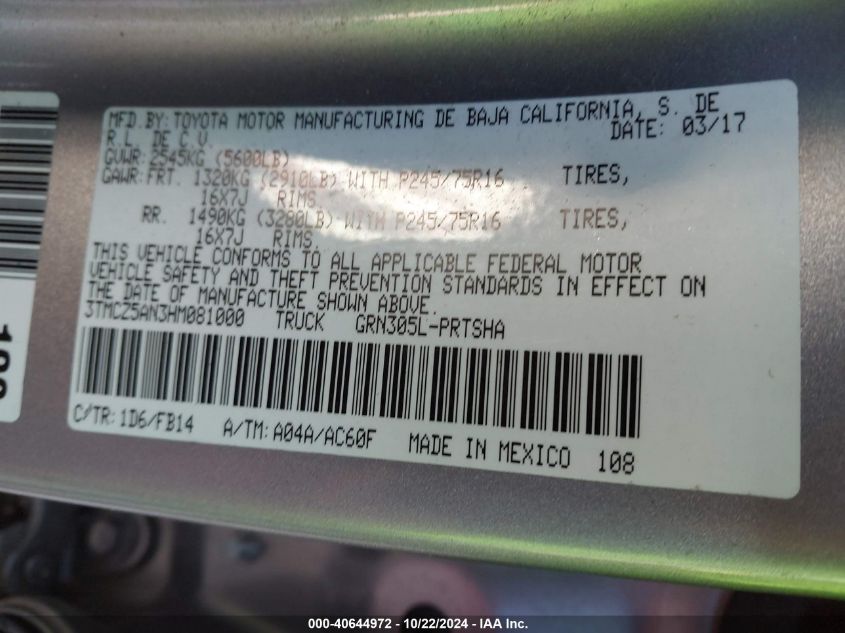 MFD. BY: TOYOTA MOTOR MANUFACTURING DE BAJA CALIFORNIA, S. DE
R.L. DE C.V. DATE: 03/17
GVWR: 2545KG (5600LB)
GAWR: FRT. 1320KG (2910LB) WITH P245/75R16 TIRES,
16X7J RIMS.
RR. 1490KG (3280LB) WITH P245/75R16 TIRES,
16X7J RIMS.
THIS VEHICLE CONFORMS TO ALL APPLICABLE FEDERAL MOTOR
VEHICLE SAFETY AND THEFT PREVENTION STANDARDS IN EFFECT ON
THE DATE OF MANUFACTURE SHOWN ABOVE.
3TMCZ5AN3HM081000 TRUCK GRN305L-PRTSHA
C/TR: 1D6/FB14 A/TM: A04A/AC60F MADE IN MEXICO 108
000-40644972 - 10/22/2024 - IAA Inc.